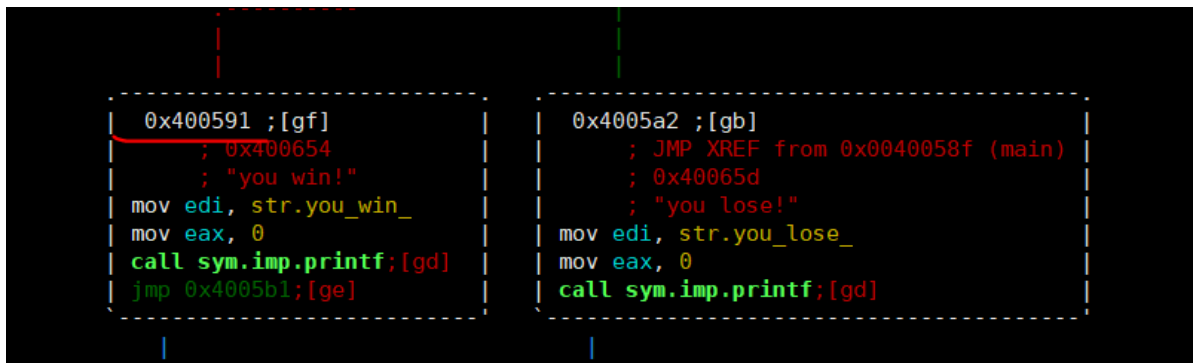 0x400591 ;[gf]
; 0x400654
; "you win!"
mov edi, str.you_win_
mov eax, 0
call sym.imp.printf;[gd]
jmp 0x4005b1;[ge]
0x4005a2 ;[gb]
; JMP XREF from 0x0040058f (main)
; 0x40065d
; "you lose!"
mov edi, str.you_lose_
mov eax, 0
call sym.imp.printf;[gd]